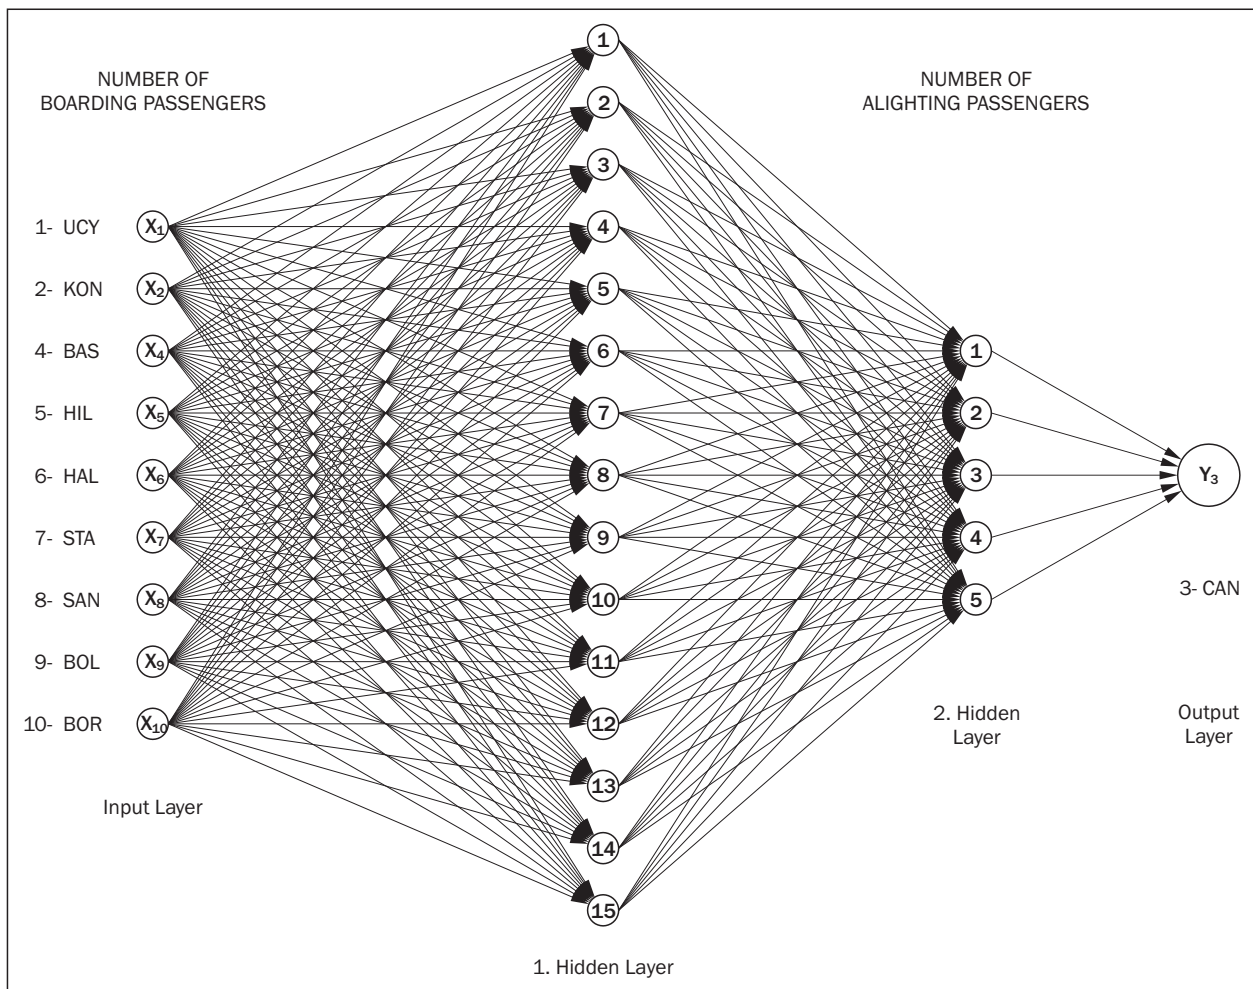 NUMBER OF
BOARDING PASSENGERS
NUMBER OF
ALIGHTING PASSENGERS
1- UCY X1
2- KON X2
4- BAS X4
5- HIL X5
6- HAL X6
7- STA X7
8- SAN X8
9- BOL X9
10- BOR X10
Input Layer
1
2
3
4
5
6
7
8
9
10
11
12
13
14
15
1. Hidden Layer
1
2
3
4
5
2. Hidden
Layer
Y3
3- CAN
Output
Layer